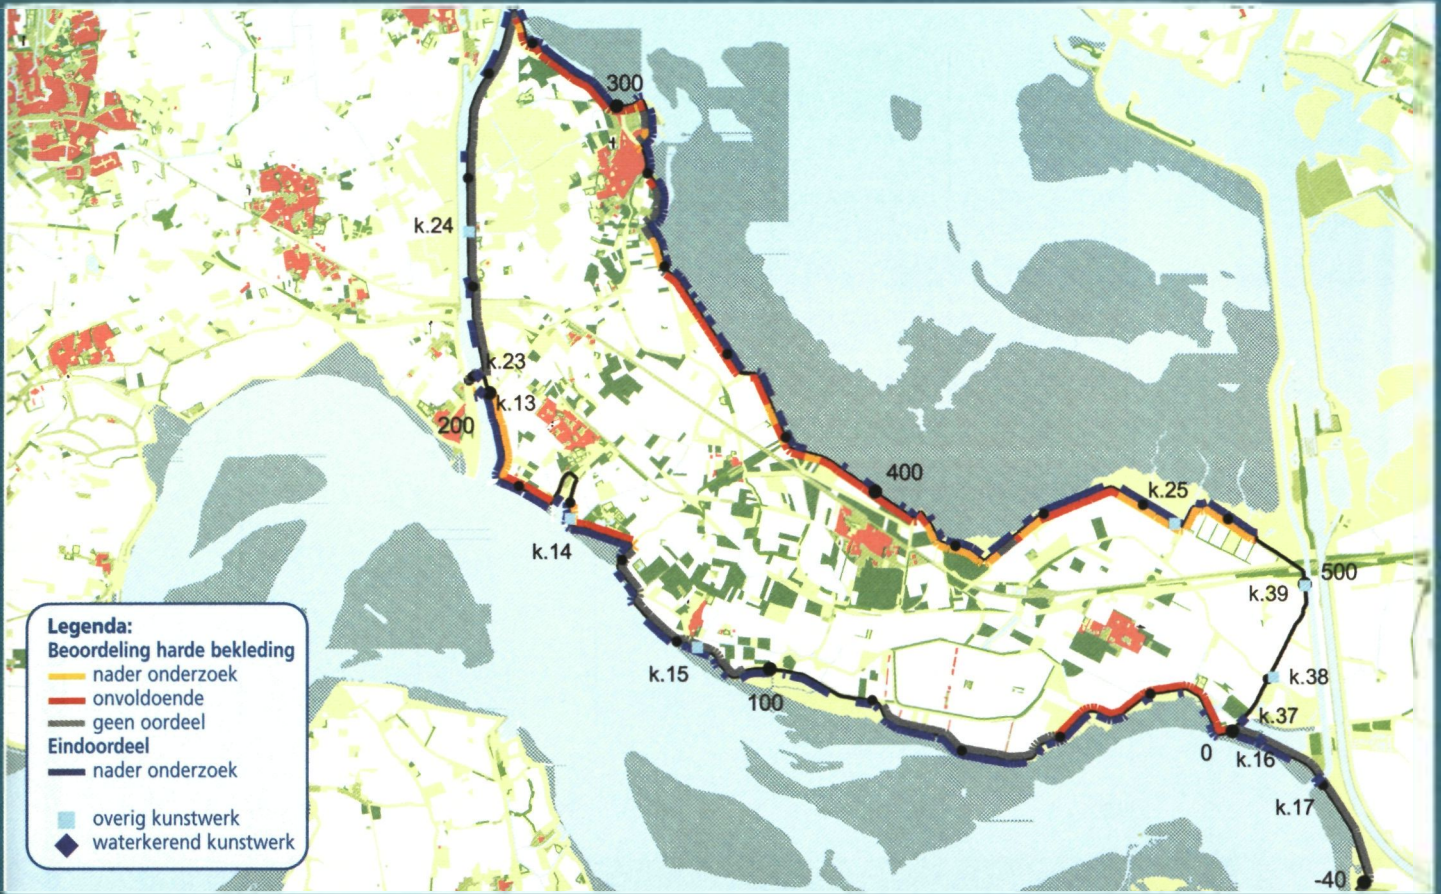 300
k.24
k.23
k.13
200
400
k.25
k.14
500
k.39
k.15
k.38
100
k.37
0
k.16
k.17
-40
Legenda:
Beoordeling harde bekleding
nader onderzoek
onvoldoende
geen oordeel
Eindoordeel
nader onderzoek
overig kunstwerk
waterkerend kunstwerk